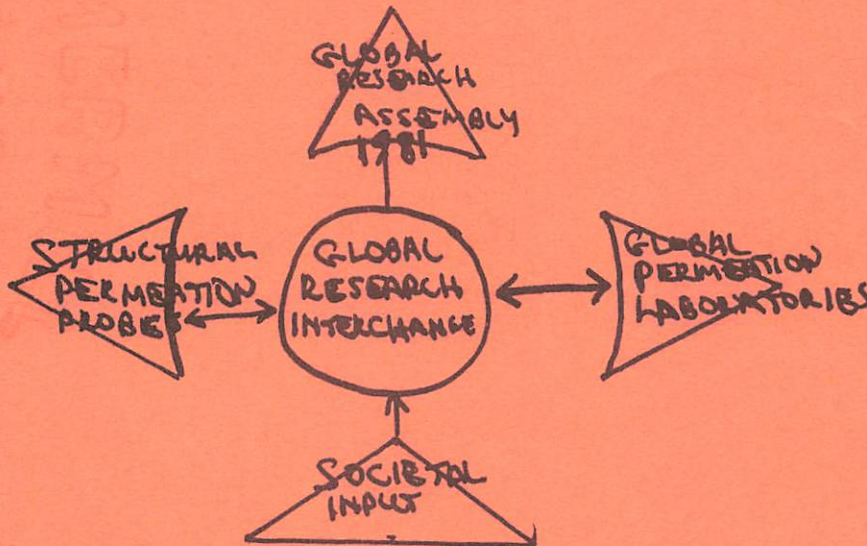 GLOBAL
RESEARCH
ASSEMBLY
1981
STRUCTURAL
PERMEATION
PROBES
GLOBAL
RESEARCH
INTERCHANGE
GLOBAL
PERMEATION
LABORATORIES
SOCIETAL
INPUT